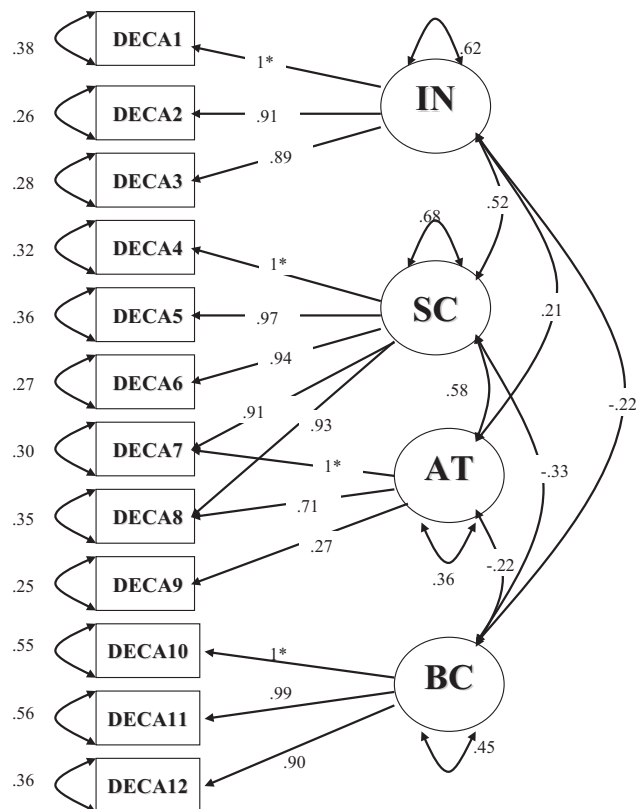 .38 DECA1 1* .62
IN
.26 DECA2 .91
.28 DECA3 .89
.52
.32 DECA4 1* .68
SC
.36 DECA5 .97
.21
.27 DECA6 .94
.58
.91
-.22
.30 DECA7 .93
1*
AT
-.33
.35 DECA8 .71
.27
.25 DECA9 .36 -.22
.55 DECA10 1*
BC
.56 DECA11 .99
.45
.36 DECA12 .90